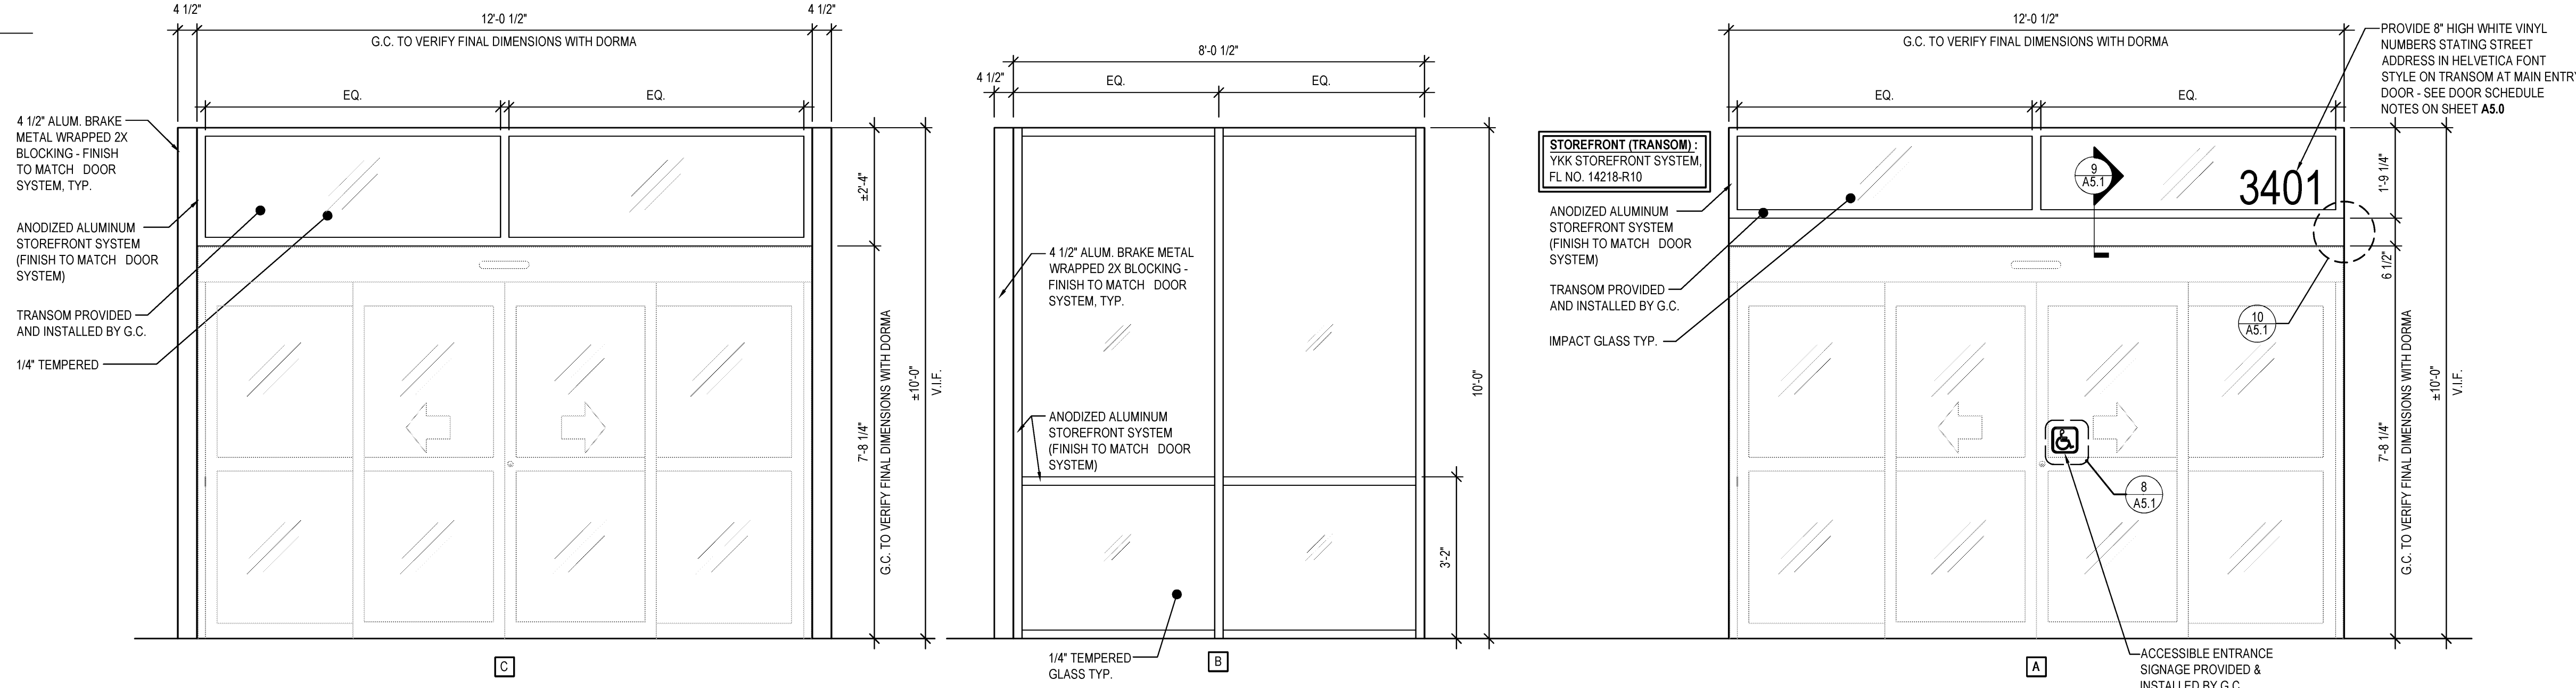 4 1/2"
12'-0 1/2"
4 1/2"
G.C. TO VERIFY FINAL DIMENSIONS WITH DORMA
EQ.
EQ.
4 1/2" ALUM. BRAKE
METAL WRAPPED 2X
BLOCKING - FINISH
TO MATCH DOOR
SYSTEM, TYP.
ANODIZED ALUMINUM
STOREFRONT SYSTEM
(FINISH TO MATCH DOOR
SYSTEM)
TRANSOM PROVIDED
AND INSTALLED BY G.C.
1/4" TEMPERED
±2'-4"
7'-8 1/4"
G.C. TO VERIFY FINAL DIMENSIONS WITH DORMA
±10'-0"
V.I.F.
C
8'-0 1/2"
4 1/2"
EQ.
EQ.
4 1/2" ALUM. BRAKE METAL
WRAPPED 2X BLOCKING -
FINISH TO MATCH DOOR
SYSTEM, TYP.
ANODIZED ALUMINUM
STOREFRONT SYSTEM
(FINISH TO MATCH DOOR
SYSTEM)
10'-0"
3'-2"
1/4" TEMPERED
GLASS TYP.
B
12'-0 1/2"
G.C. TO VERIFY FINAL DIMENSIONS WITH DORMA
EQ.
EQ.
PROVIDE 8" HIGH WHITE VINYL
NUMBERS STATING STREET
ADDRESS IN HELVETICA FONT
STYLE ON TRANSOM AT MAIN ENTRY
DOOR - SEE DOOR SCHEDULE
NOTES ON SHEET A5.0
STOREFRONT (TRANSOM) :
YKK STOREFRONT SYSTEM,
FL NO. 14218-R10
ANODIZED ALUMINUM
STOREFRONT SYSTEM
(FINISH TO MATCH DOOR
SYSTEM)
TRANSOM PROVIDED
AND INSTALLED BY G.C.
IMPACT GLASS TYP.
9
A5.1
3401
1'-9 1/4"
6 1/2"
10
A5.1
7'-8 1/4"
G.C. TO VERIFY FINAL DIMENSIONS WITH DORMA
±10'-0"
V.I.F.
8
A5.1
A
ACCESSIBLE ENTRANCE
SIGNAGE PROVIDED &
INSTALLED BY G.C.